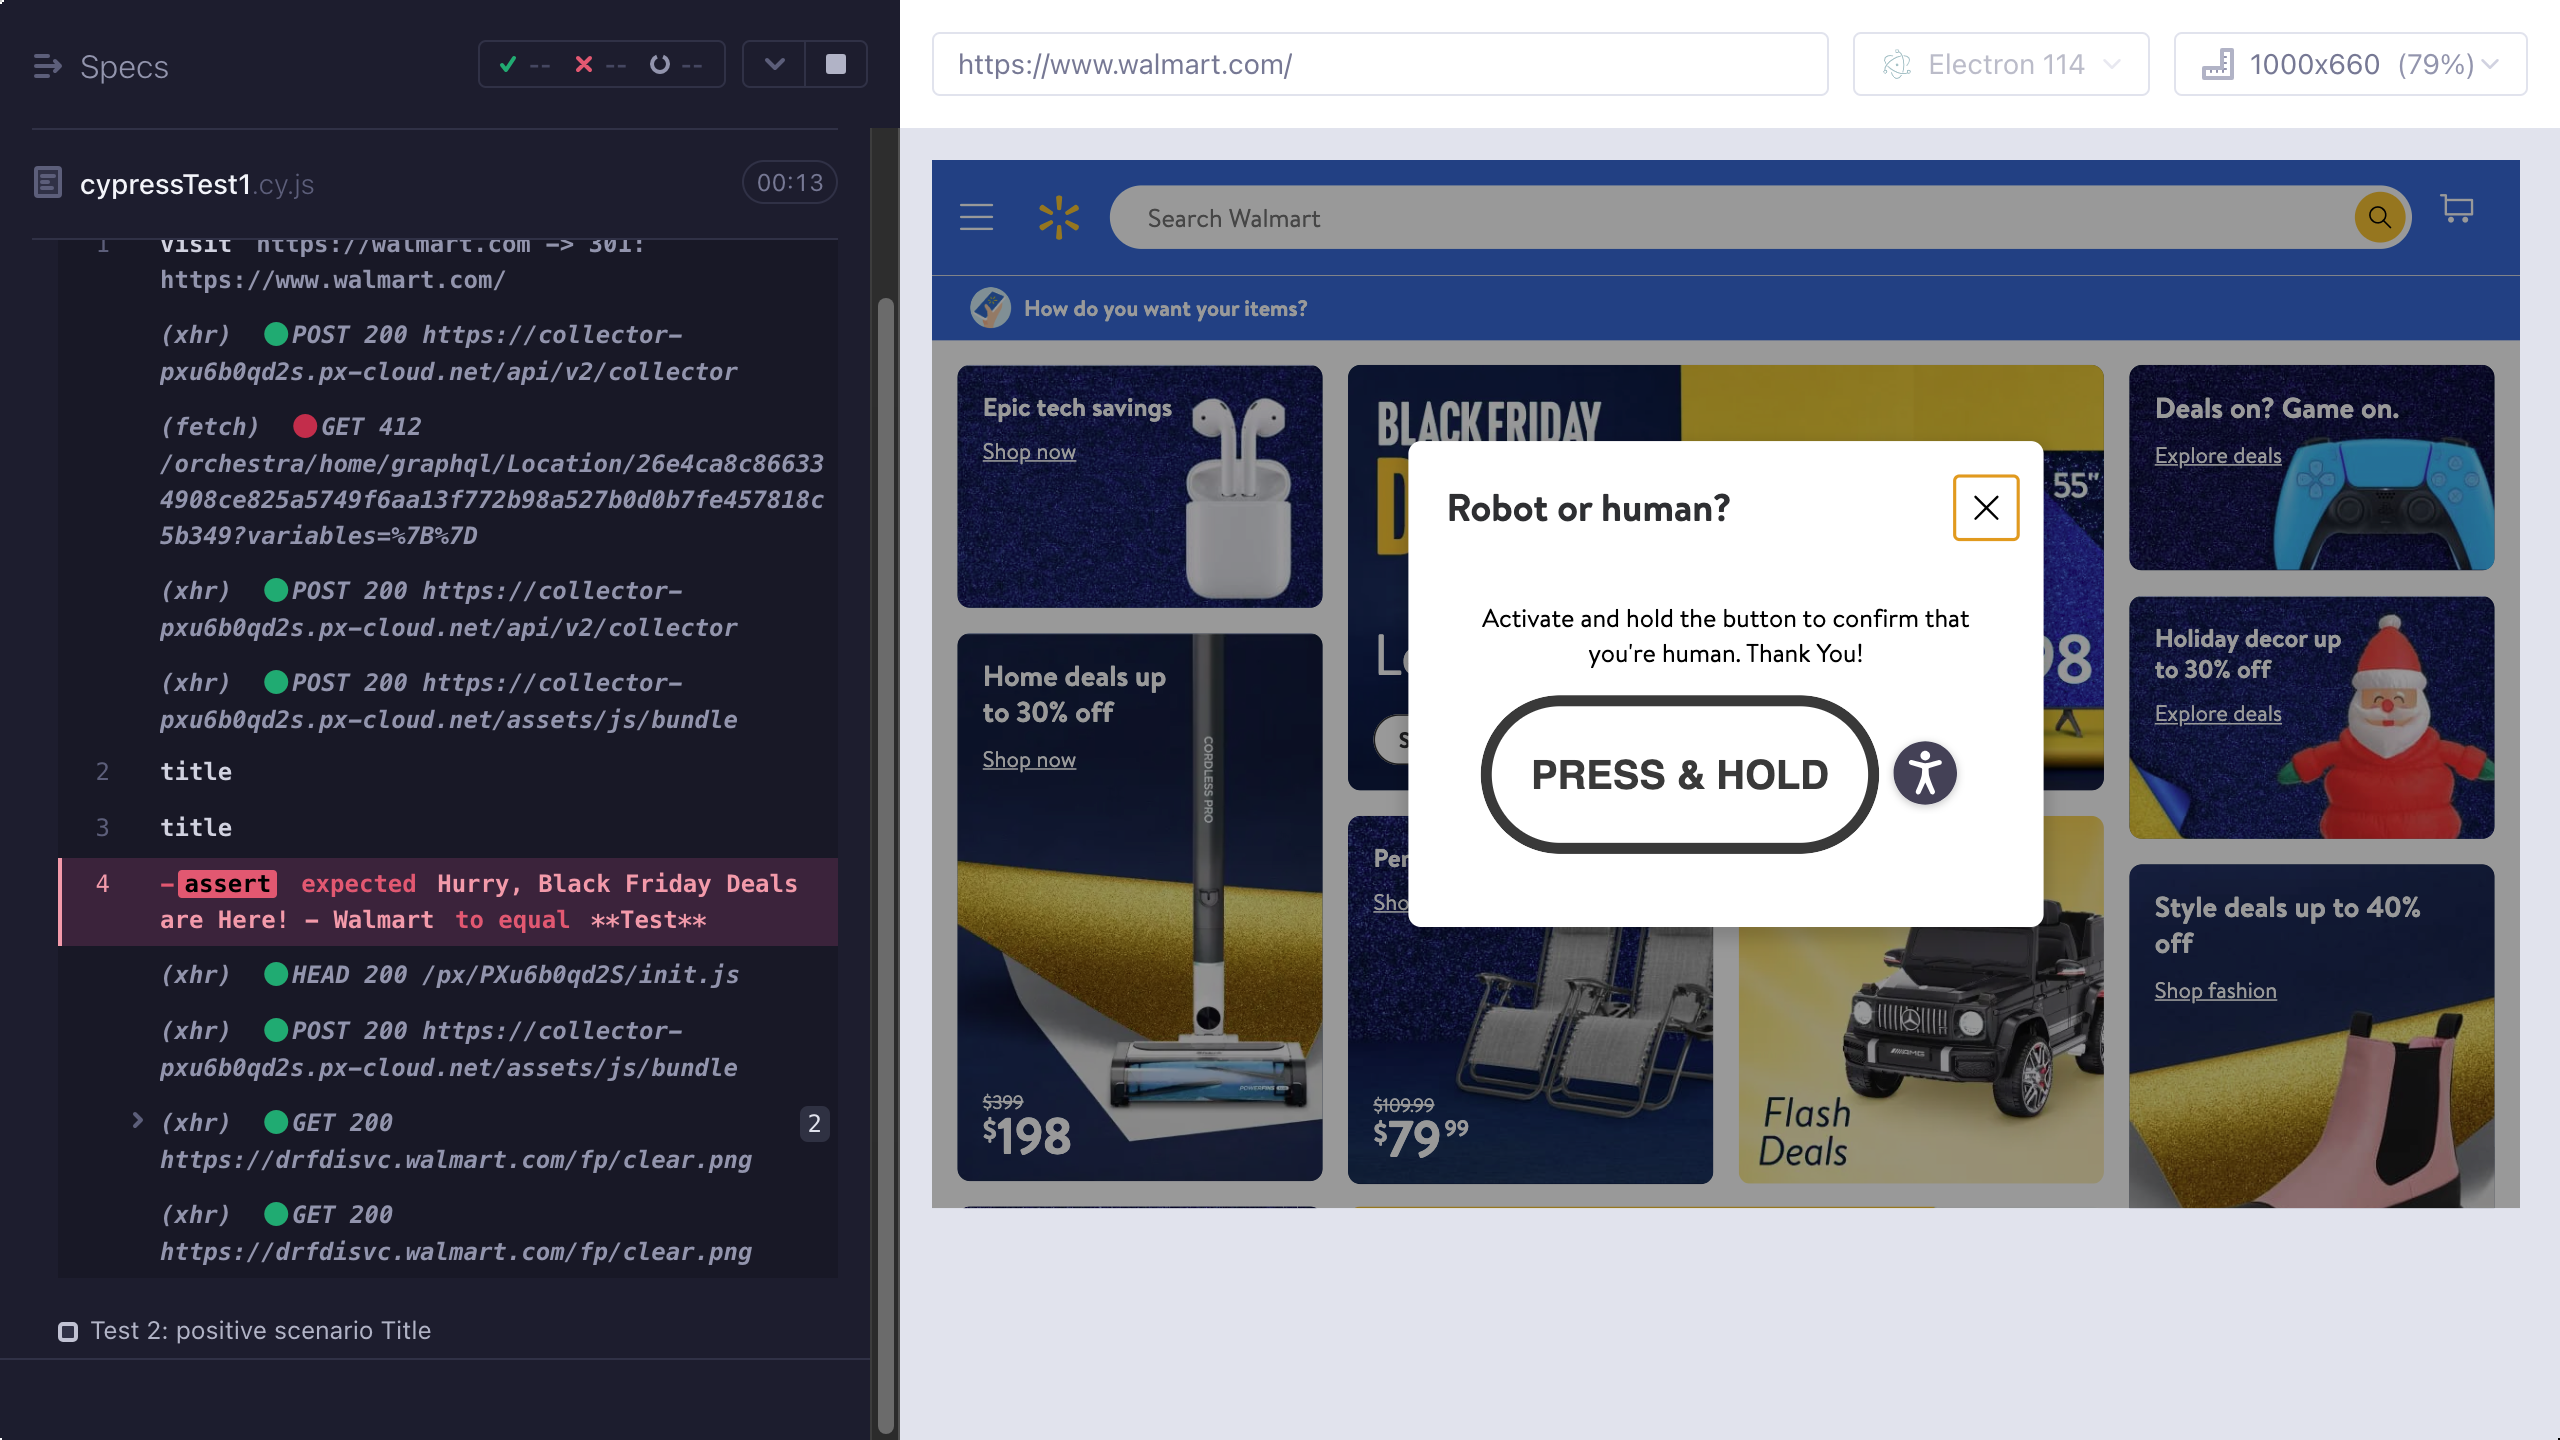 Specs
-- -- --
cypressTest1.cy.js
00:13
1 visit https://walmart.com -> 301:
https://www.walmart.com/
(xhr) POST 200 https://collector-
pxu6b0qd2s.px-cloud.net/api/v2/collector
(fetch) GET 412
/orchestra/home/graphql/Location/26e4ca8c86633
4908ce825a5749f6aa13f772b98a527b0d0b7fe457818c
5b349?variables=%7B%7D
(xhr) POST 200 https://collector-
pxu6b0qd2s.px-cloud.net/api/v2/collector
(xhr) POST 200 https://collector-
pxu6b0qd2s.px-cloud.net/assets/js/bundle
2 title
3 title
4 -assert expected Hurry, Black Friday Deals
are Here! - Walmart to equal **Test**
(xhr) HEAD 200 /px/PXu6b0qd2S/init.js
(xhr) POST 200 https://collector-
pxu6b0qd2s.px-cloud.net/assets/js/bundle
(xhr) GET 200 2
https://drfdisvc.walmart.com/fp/clear.png
(xhr) GET 200
https://drfdisvc.walmart.com/fp/clear.png
Test 2: positive scenario Title
https://www.walmart.com/
Electron 114
1000x660 (79%)
Search Walmart
How do you want your items?
Epic tech savings
Shop now
Home deals up
to 30% off
Shop now
CORDLESS PRO
POWERFINS
$399
$198
BLACK FRIDAY
55"
98
Robot or human?
Activate and hold the button to confirm that
you're human. Thank You!
PRESS & HOLD
$109.99
$79.99
AMG
Flash
Deals
Deals on? Game on.
Explore deals
Holiday decor up
to 30% off
Explore deals
Style deals up to 40%
off
Shop fashion